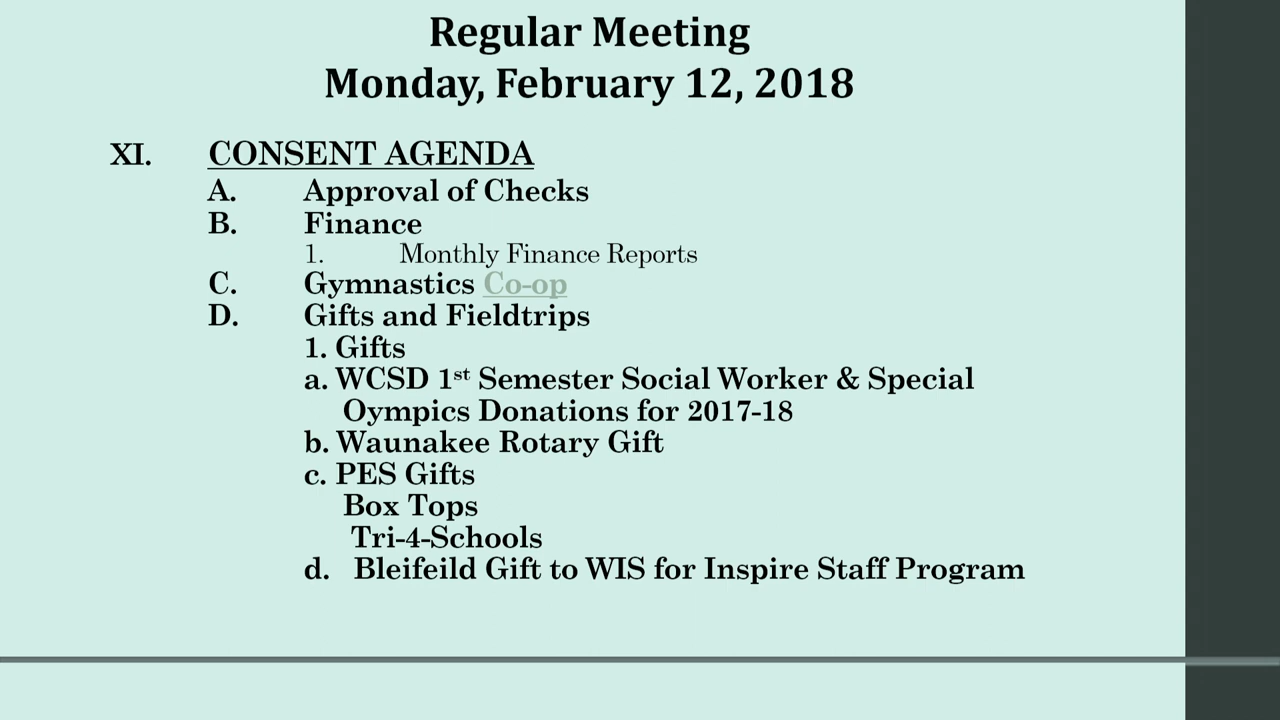 Regular Meeting
Monday, February 12, 2018
XI. CONSENT AGENDA
A. Approval of Checks
B. Finance
1. Monthly Finance Reports
C. Gymnastics Co-op
D. Gifts and Fieldtrips
1. Gifts
a. WCSD 1st Semester Social Worker & Special
Oympics Donations for 2017-18
b. Waunakee Rotary Gift
c. PES Gifts
Box Tops
Tri-4-Schools
d. Bleifeild Gift to WIS for Inspire Staff Program